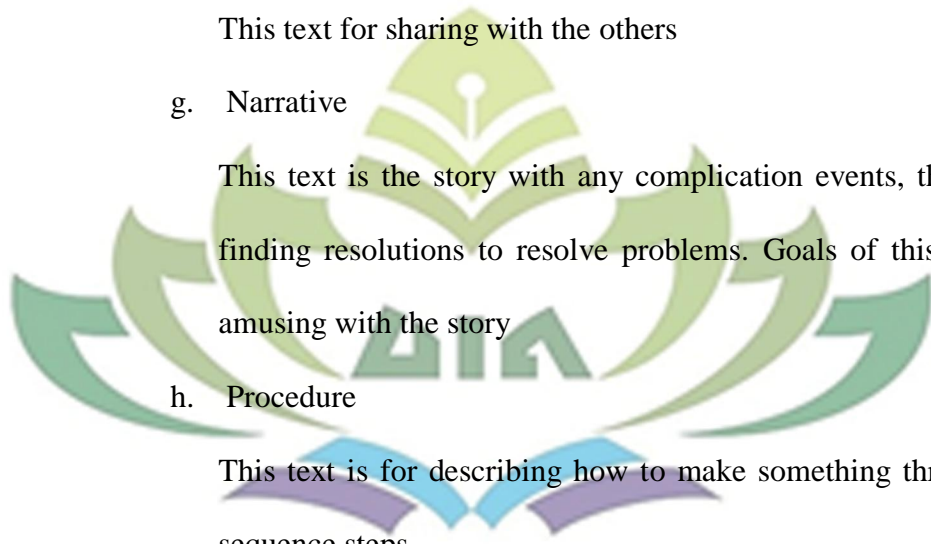 This text for sharing with the others
g. Narrative
This text is the story with any complication events,
finding resolutions to resolve problems. Goals of this
amusing with the story
h. Procedure
This text is for describing how to make something
sequence steps